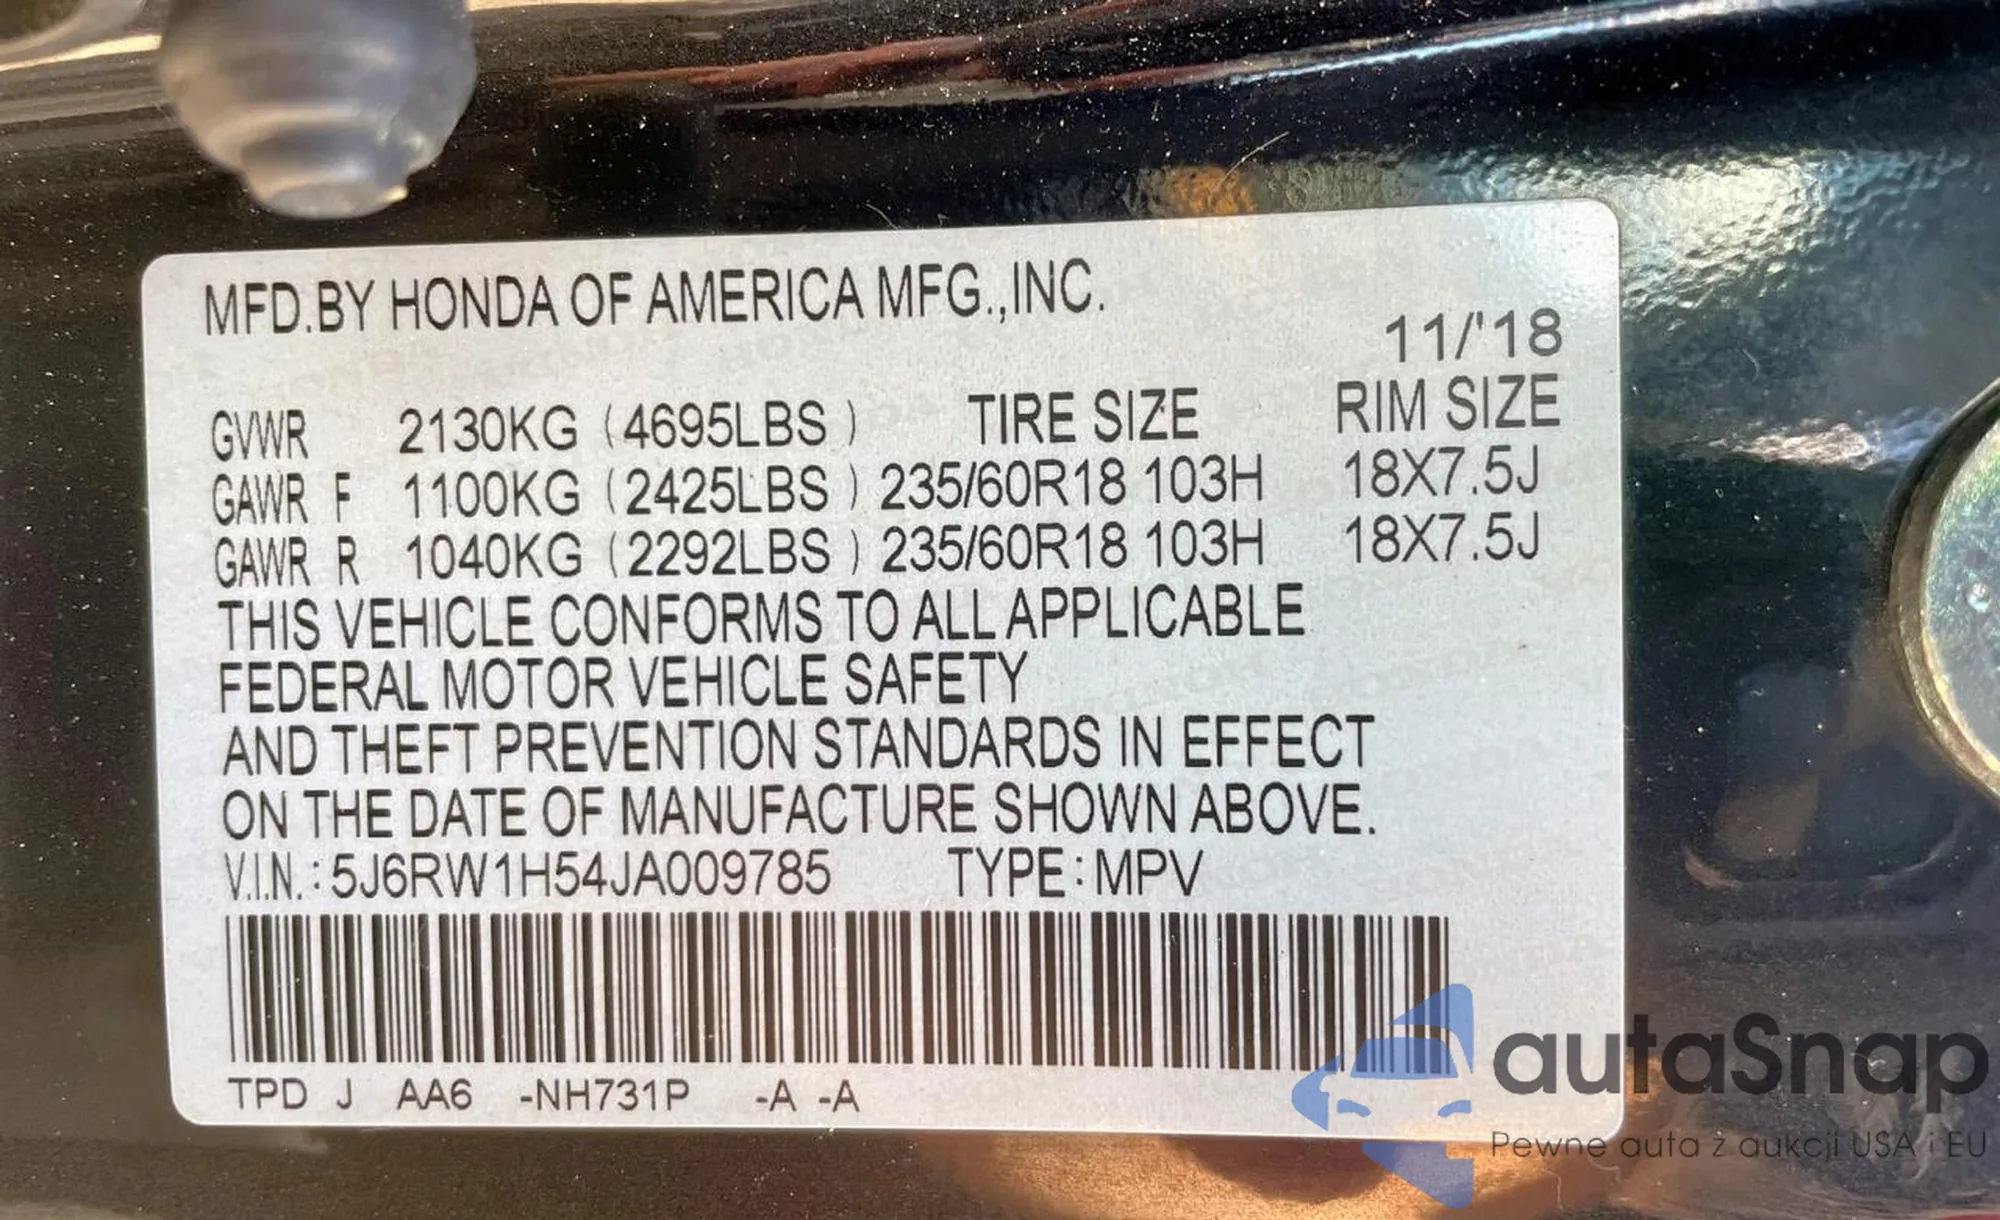 MFD.BY HONDA OF AMERICA MFG.,INC.
11/'18
GVWR 2130KG (4695LBS ) TIRE SIZE RIM SIZE
GAWR F 1100KG (2425LBS ) 235/60R18 103H 18X7.5J
GAWR R 1040KG (2292LBS ) 235/60R18 103H 18X7.5J
THIS VEHICLE CONFORMS TO ALL APPLICABLE
FEDERAL MOTOR VEHICLE SAFETY
AND THEFT PREVENTION STANDARDS IN EFFECT
ON THE DATE OF MANUFACTURE SHOWN ABOVE.
V.I.N.: 5J6RW1H54JA009785 TYPE: MPV
TPD J AA6 -NH731P -A -A
autaSnap
Pewne auta z aukcji USA i EU